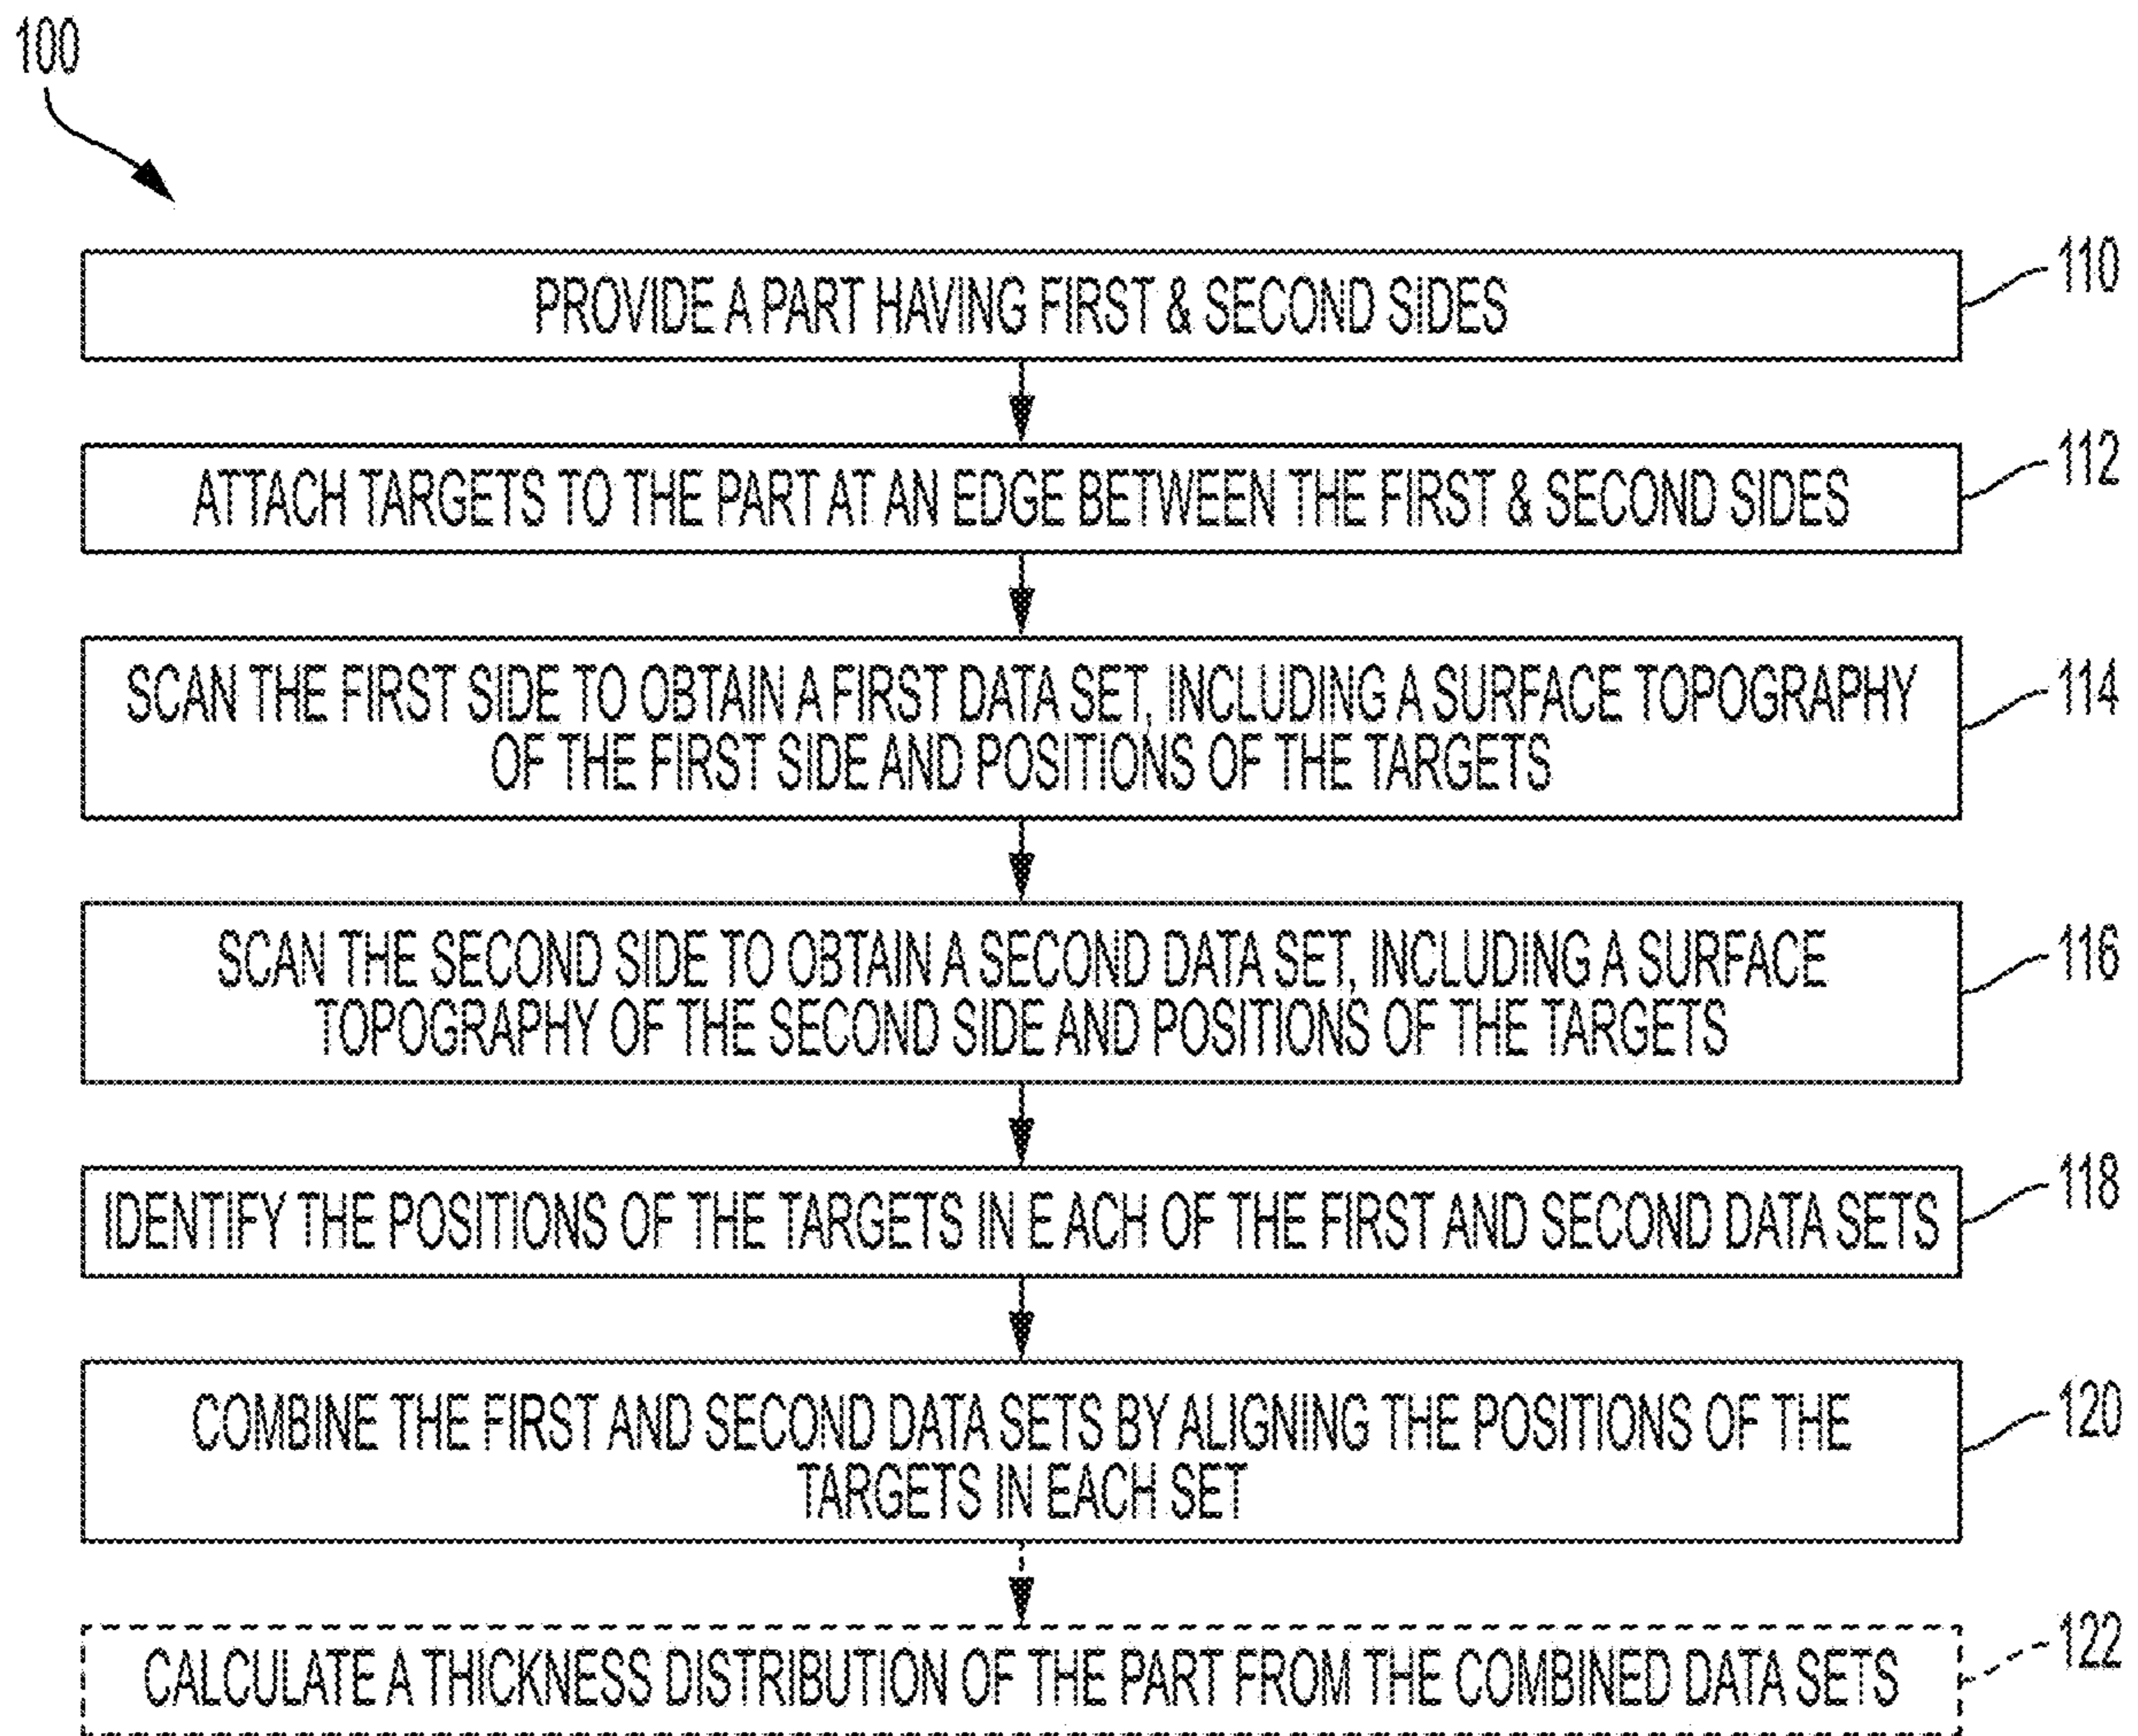 100
PROVIDE A PART HAVING FIRST & SECOND SIDES
110
ATTACH TARGETS TO THE PART AT AN EDGE BETWEEN THE FIRST & SECOND SIDES
112
SCAN THE FIRST SIDE TO OBTAIN A FIRST DATA SET, INCLUDING A SURFACE TOPOGRAPHY
OF THE FIRST SIDE AND POSITIONS OF THE TARGETS
114
SCAN THE SECOND SIDE TO OBTAIN A SECOND DATA SET, INCLUDING A SURFACE
TOPOGRAPHY OF THE SECOND SIDE AND POSITIONS OF THE TARGETS
116
IDENTIFY THE POSITIONS OF THE TARGETS IN E ACH OF THE FIRST AND SECOND DATA SETS
118
COMBINE THE FIRST AND SECOND DATA SETS BY ALIGNING THE POSITIONS OF THE
TARGETS IN EACH SET
120
CALCULATE A THICKNESS DISTRIBUTION OF THE PART FROM THE COMBINED DATA SETS
122